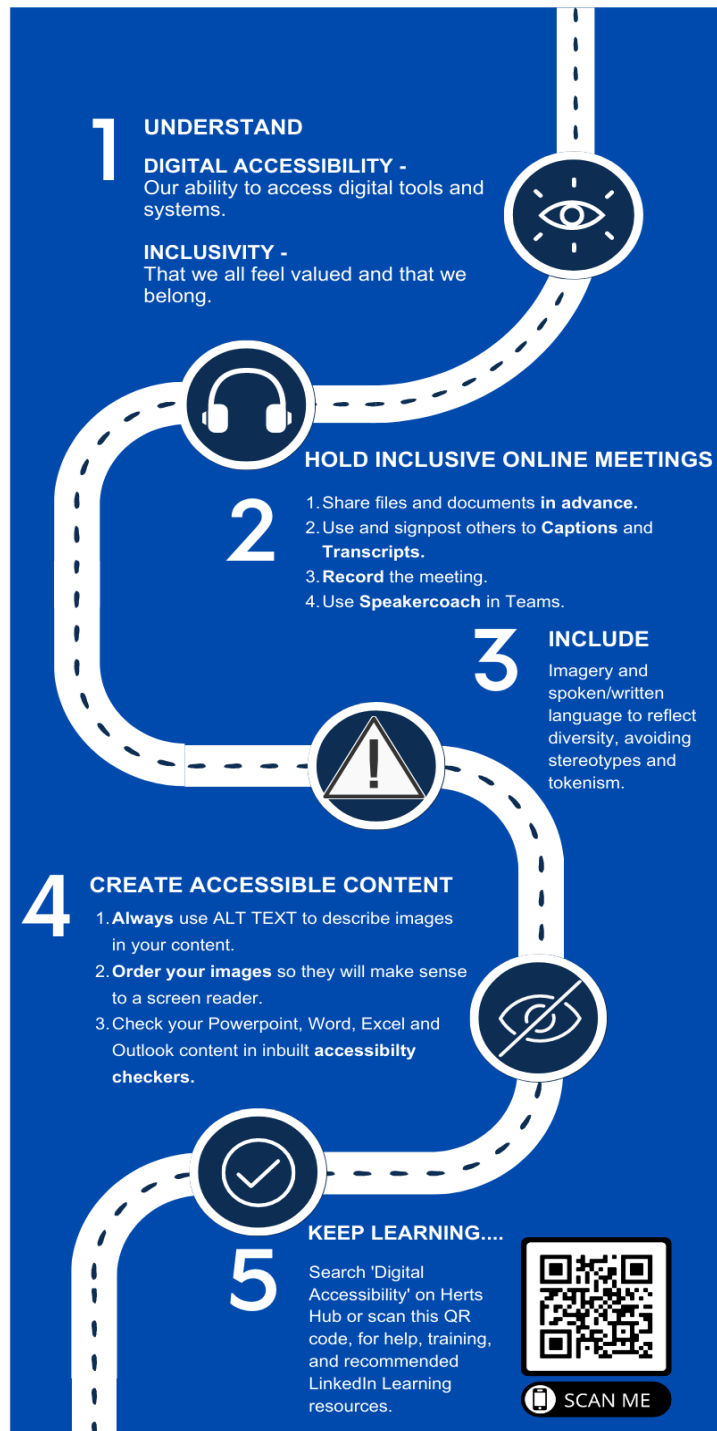 1
UNDERSTAND
DIGITAL ACCESSIBILITY -
Our ability to access digital tools and
systems.
INCLUSIVITY -
That we all feel valued and that we
belong.
HOLD INCLUSIVE ONLINE MEETINGS
2
1. Share files and documents in advance.
2. Use and signpost others to Captions and
Transcripts.
3. Record the meeting.
4. Use Speakercoach in Teams.
3
INCLUDE
Imagery and
spoken/written
language to reflect
diversity, avoiding
stereotypes and
tokenism.
!
4
CREATE ACCESSIBLE CONTENT
1. Always use ALT TEXT to describe images
in your content.
2. Order your images so they will make sense
to a screen reader.
3. Check your Powerpoint, Word, Excel and
Outlook content in inbuilt accessibilty
checkers.
KEEP LEARNING....
5
Search 'Digital
Accessibility' on Herts
Hub or scan this QR
code, for help, training,
and recommended
LinkedIn Learning
resources.
SCAN ME